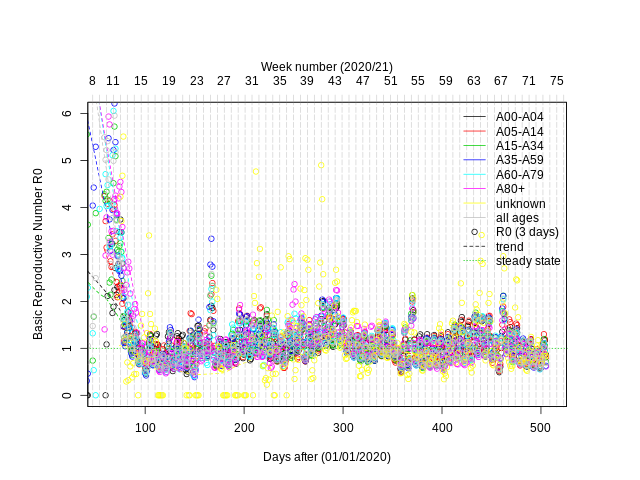 Week number (2020/21)
8 11 15 19 23 27 31 35 39 43 47 51 55 59 63 67 71 75
Basic Reproductive Number R0
6
5
4
3
2
1
0
A00-A04
A05-A14
A15-A34
A35-A59
A60-A79
A80+
unknown
all ages
R0 (3 days)
trend
steady state
100 200 300 400 500
Days after (01/01/2020)